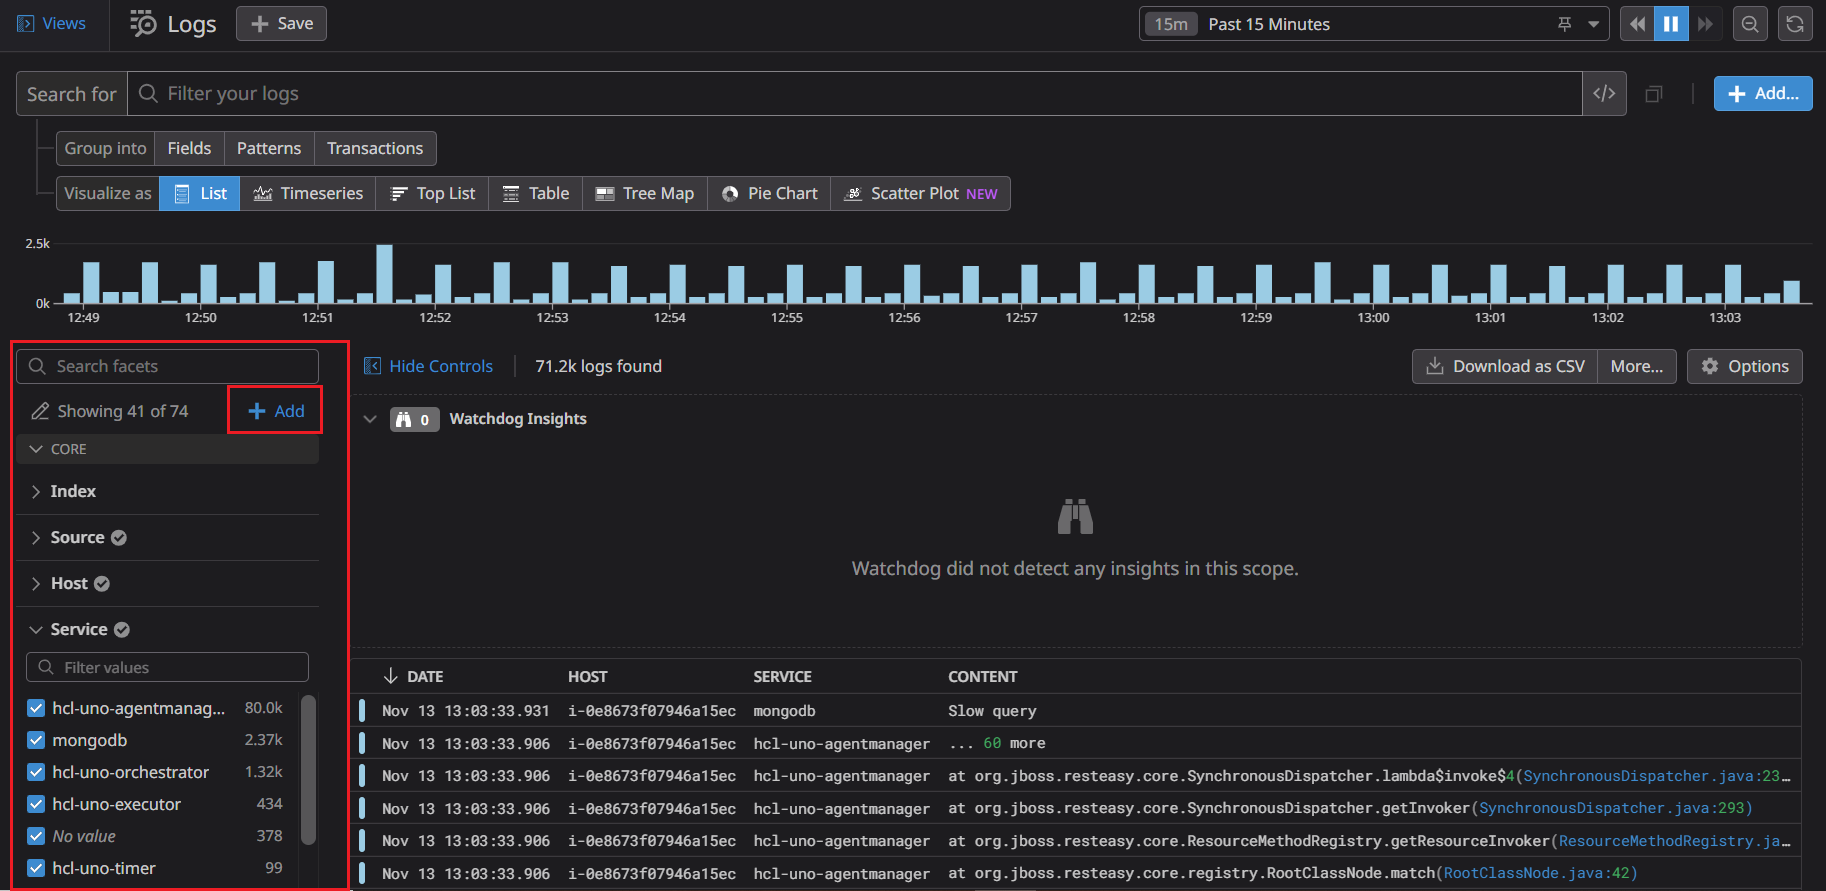 Views
Logs
Save
15m Past 15 Minutes
Search for Filter your logs </> Add...
Group into Fields Patterns Transactions
Visualize as List Timeseries Top List Table Tree Map Pie Chart Scatter Plot NEW
2.5k
0k
12:49 12:50 12:51 12:52 12:53 12:54 12:55 12:56 12:57 12:58 12:59 13:00 13:01 13:02 13:03
Search facets
Showing 41 of 74 Add
CORE
Index
Source
Host
Service
Filter values
hcl-uno-agentmanag... 80.0k
mongodb 2.37k
hcl-uno-orchestrator 1.32k
hcl-uno-executor 434
No value 378
hcl-uno-timer 99
Hide Controls 71.2k logs found Download as CSV More... Options
0 Watchdog Insights
Watchdog did not detect any insights in this scope.
DATE HOST SERVICE CONTENT
Nov 13 13:03:33.931 i-0e8673f07946a15ec mongodb Slow query
Nov 13 13:03:33.906 i-0e8673f07946a15ec hcl-uno-agentmanager ... 60 more
Nov 13 13:03:33.906 i-0e8673f07946a15ec hcl-uno-agentmanager at org.jboss.resteasy.core.SynchronousDispatcher.lambda$invoke$4(SynchronousDispatcher.java:23…
Nov 13 13:03:33.906 i-0e8673f07946a15ec hcl-uno-agentmanager at org.jboss.resteasy.core.SynchronousDispatcher.getInvoker(SynchronousDispatcher.java:293)
Nov 13 13:03:33.906 i-0e8673f07946a15ec hcl-uno-agentmanager at org.jboss.resteasy.core.ResourceMethodRegistry.getResourceInvoker(ResourceMethodRegistry.ja…
Nov 13 13:03:33.906 i-0e8673f07946a15ec hcl-uno-agentmanager at org.jboss.resteasy.core.registry.RootClassNode.match(RootClassNode.java:42)